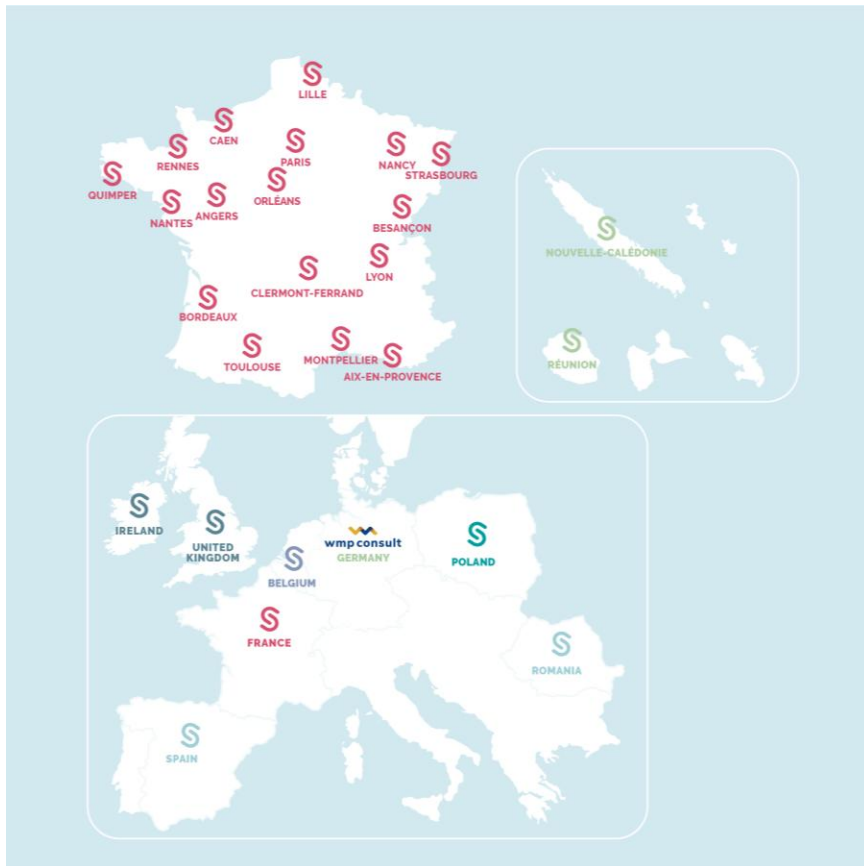 LILLE
CAEN
PARIS
RENNES
NANCY
STRASBOURG
QUIMPER
ORLÉANS
NANTES
ANGERS
BESANÇON
LYON
CLERMONT-FERRAND
BORDEAUX
TOULOUSE
MONTPELLIER
AIX-EN-PROVENCE
NOUVELLE-CALÉDONIE
RÉUNION
IRELAND
UNITED
KINGDOM
wmp consult
GERMANY
POLAND
BELGIUM
FRANCE
ROMANIA
SPAIN